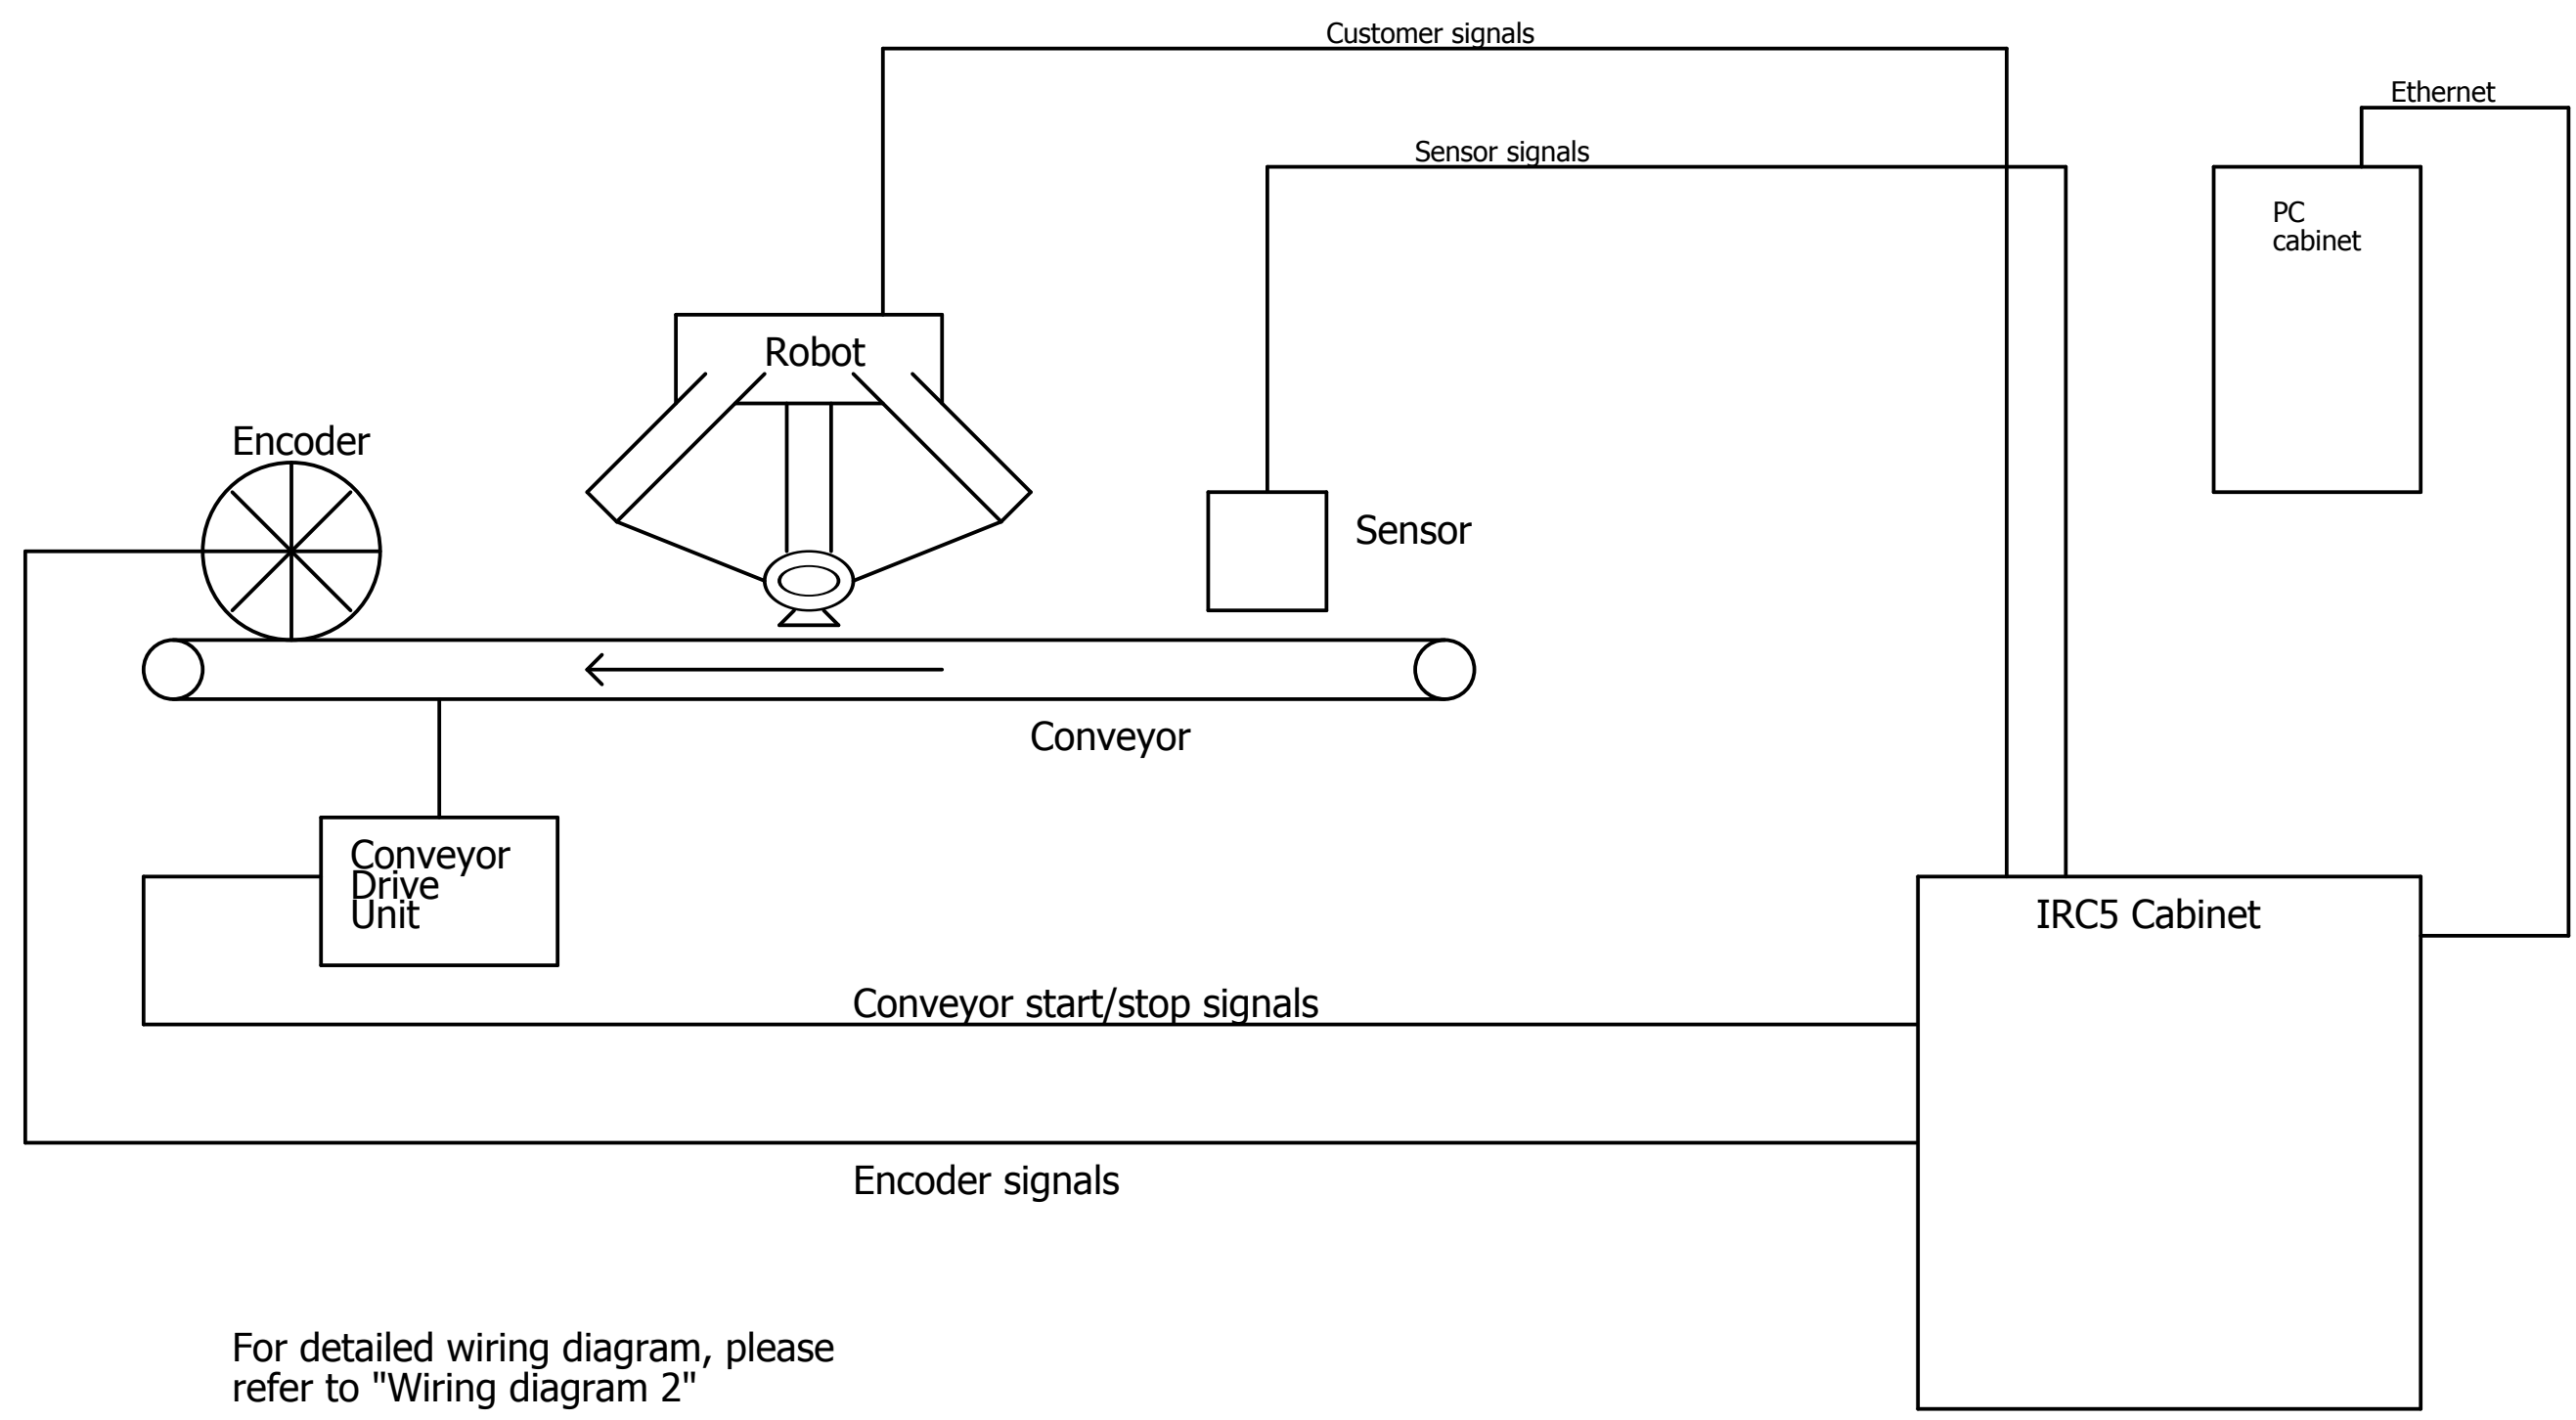 Customer signals
Ethernet
Sensor signals
PC
cabinet
Robot
Encoder
Sensor
Conveyor
Conveyor
Drive
Unit
IRC5 Cabinet
Conveyor start/stop signals
Encoder signals
For detailed wiring diagram, please
refer to "Wiring diagram 2"